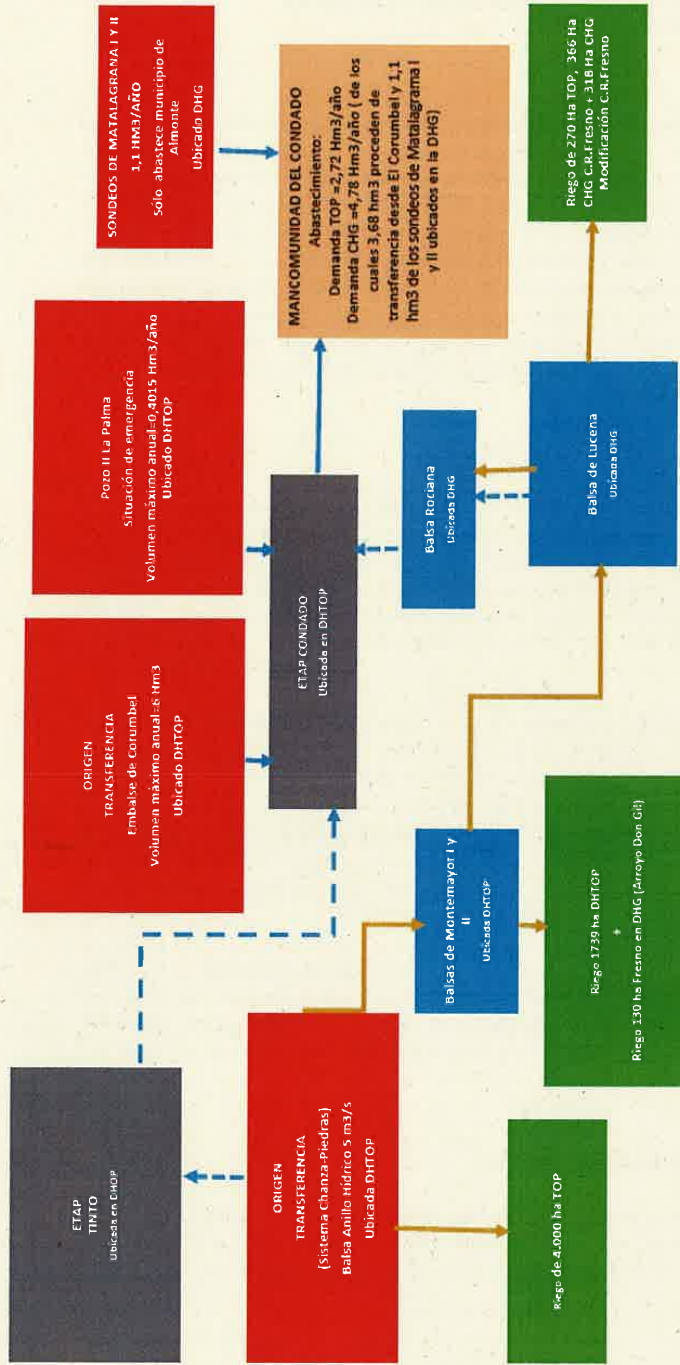 ETAP
TINTO
Ubicada en DHOP
ORIGEN
TRANSFERENCIA
(Sistema Chanza-Piedras)
Balsa Anillo Hídrico 5 m3/s
Ubicada DHTOP
Riego de 4.000 ha TOP
ORIGEN
TRANSFERENCIA
Embalse de Corumbel
Volumen máximo anual=6 Hm3
Ubicado DHTOP
Balsas de Montemayor I y
II
Ubicada DHTOP
Riego 1739 ha DHTOP
+
Riego 130 ha Fresno en DHG (Arroyo Don Gil)
Pozo II La Palma
Situación de emergencia
Volumen máximo anual=0,4015 Hm3/año
Ubicado DHTOP
ETAP CONDADO
Ubicada en DHTOP
Balsa Rociana
Ubicada DHG
Balsa de Lucena
Ubicada DHG
SONDEOS DE MATALAGRANA I Y II
1,1 HM3/AÑO
Sólo abastece municipio de
Almonte
Ubicado DHG
MANCOMUNIDAD DEL CONDADO
Abastecimiento:
Demanda TOP =2,72 Hm3/año
Demanda CHG =4,78 Hm3/año ( de los
cuales 3,68 hm3 proceden de
transferencia desde El Corumbel y 1,1
hm3 de los sondeos de Matalagrama I
y II ubicados en la DHG)
Riego de 270 Ha TOP, 366 Ha
CHG C.R.Fresno + 318 Ha CHG
Modificación C.R.Fresno